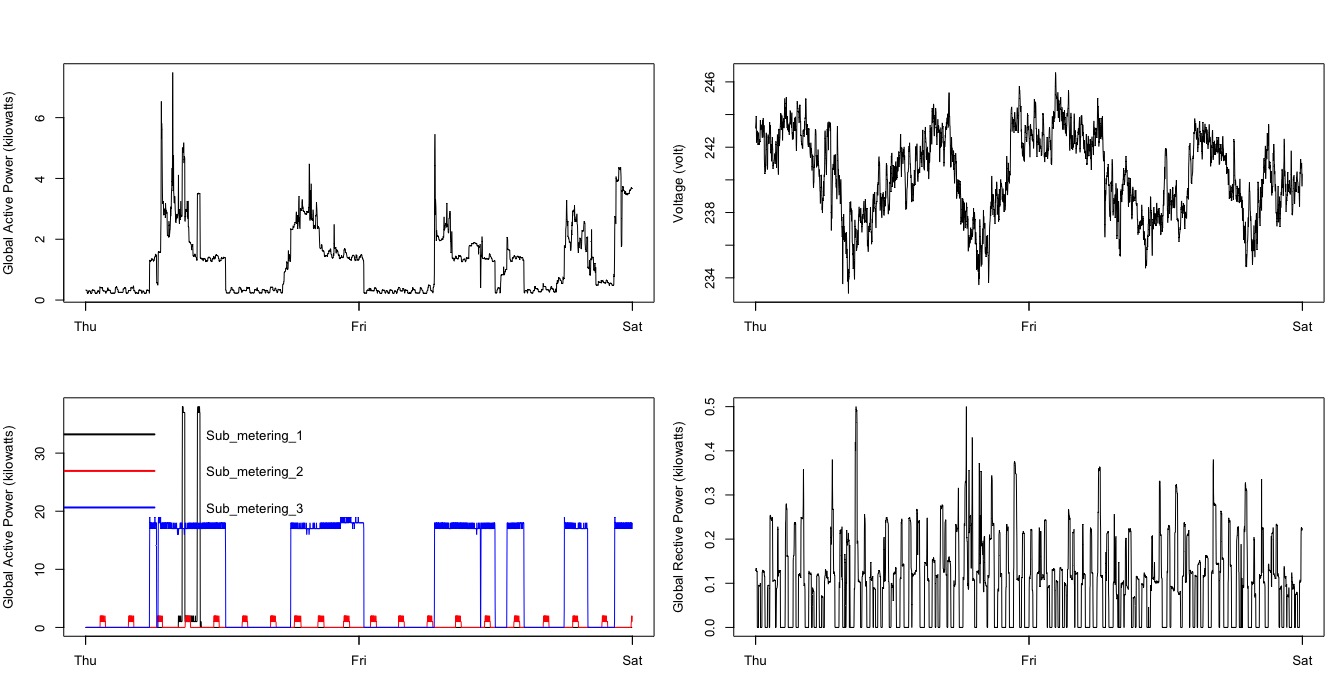 Global Active Power (kilowatts)
6
4
2
0
Thu Fri Sat
Voltage (volt)
246
242
238
234
Thu Fri Sat
Global Active Power (kilowatts)
30
20
10
0
Sub_metering_1
Sub_metering_2
Sub_metering_3
Thu Fri Sat
Global Rective Power (kilowatts)
0.5
0.4
0.3
0.2
0.1
0.0
Thu Fri Sat